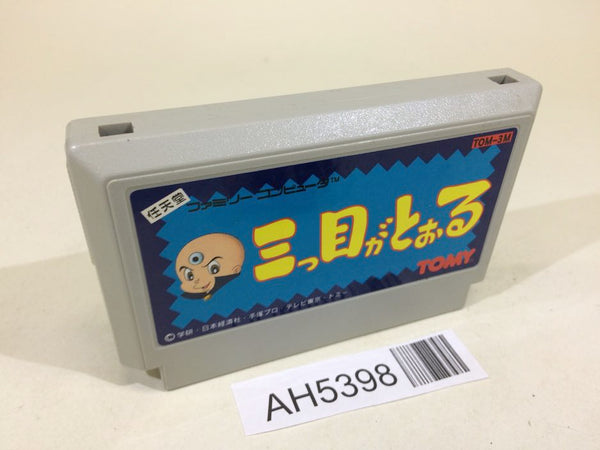 TOM-3M
任天堂
ファミリーコンピュータ™
三つ目がとおる
TOMY
©学研・日本経済社・手塚プロ・テレビ東京・トミー
AH5398